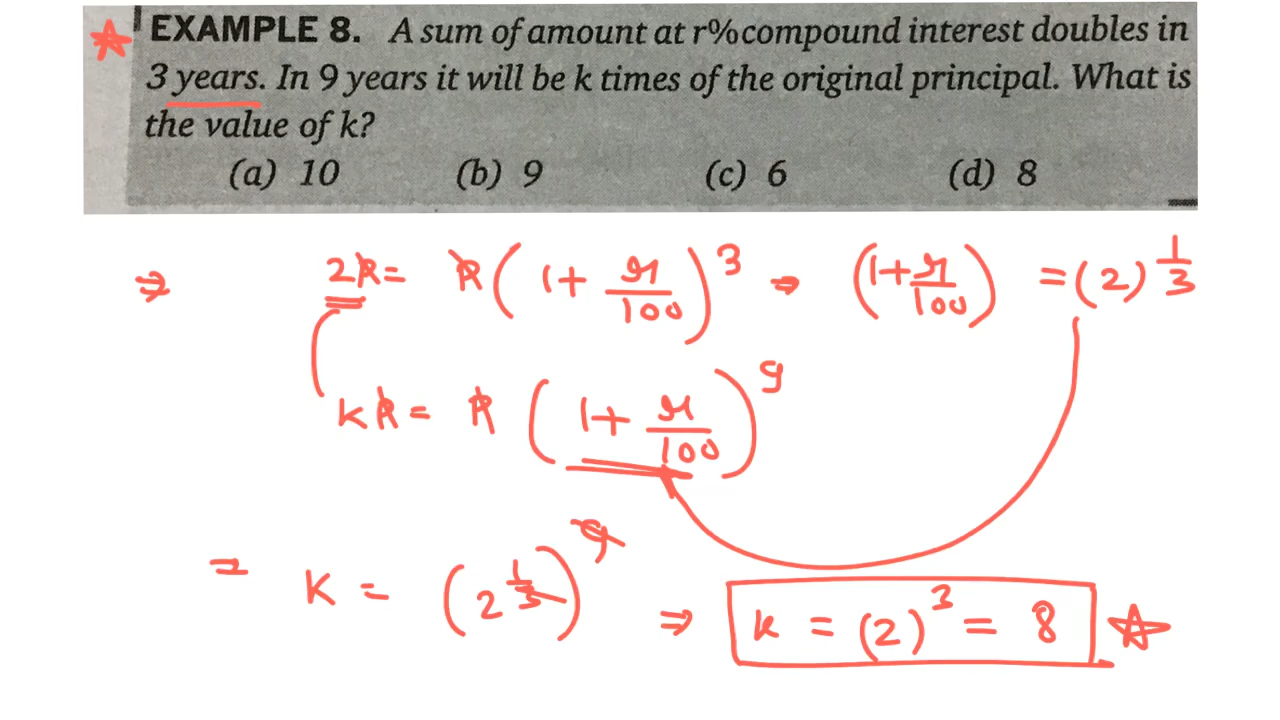 EXAMPLE 8. A sum of amount at r% compound interest doubles in
3 years. In 9 years it will be k times of the original principal. What is
the value of k?
(a) 10 (b) 9 (c) 6 (d) 8
⇒ 2P = P(1 + r/100)^3 ⇒ (1 + r/100) = (2)^1/3
kP = P(1 + r/100)^9
= K = (2^1/3)^9 ⇒ k = (2)^3 = 8